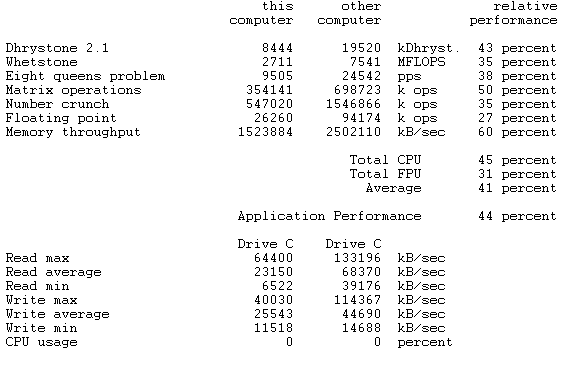 this other relative
computer computer performance
Dhrystone 2.1 8444 19520 kDhryst. 43 percent
Whetstone 2711 7541 MFLOPS 35 percent
Eight queens problem 9505 24542 pps 38 percent
Matrix operations 354141 698723 k ops 50 percent
Number crunch 547020 1546866 k ops 35 percent
Floating point 26260 94174 k ops 27 percent
Memory throughput 1523884 2502110 kB/sec 60 percent
Total CPU 45 percent
Total FPU 31 percent
Average 41 percent
Application Performance 44 percent
Drive C Drive C
Read max 64400 133196 kB/sec
Read average 23150 68370 kB/sec
Read min 6522 39176 kB/sec
Write max 40030 114367 kB/sec
Write average 25543 44690 kB/sec
Write min 11518 14688 kB/sec
CPU usage 0 0 percent